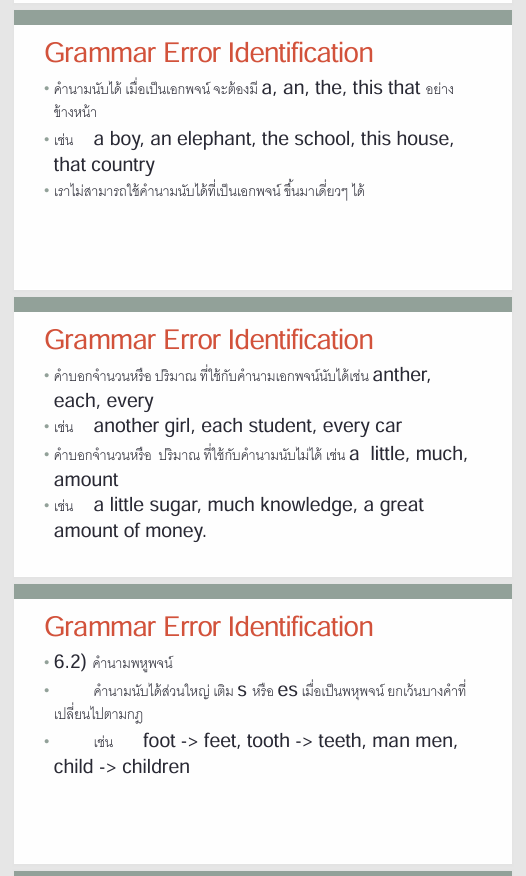 Grammar Error Identification
• คำนามนับได้ เมื่อเป็นเอกพจน์ จะต้องมี a, an, the, this that อย่าง
ข้างหน้า
• เช่น a boy, an elephant, the school, this house,
that country
• เราไม่สามารถใช้คำนามนับได้ที่เป็นเอกพจน์ ขึ้นมาเดี่ยวๆ ได้
Grammar Error Identification
• คำบอกจำนวนหรือ ปริมาณ ที่ใช้กับคำนามเอกพจน์นับได้เช่น anther,
each, every
• เช่น another girl, each student, every car
• คำบอกจำนวนหรือ ปริมาณ ที่ใช้กับคำนามนับไม่ได้ เช่น a little, much,
amount
• เช่น a little sugar, much knowledge, a great
amount of money.
Grammar Error Identification
• 6.2) คำนามพหูพจน์
• คำนามนับได้ส่วนใหญ่ เติม s หรือ es เมื่อเป็นพหุพจน์ ยกเว้นบางคำที่
เปลี่ยนไปตามกฎ
• เช่น foot -> feet, tooth -> teeth, man men,
child -> children